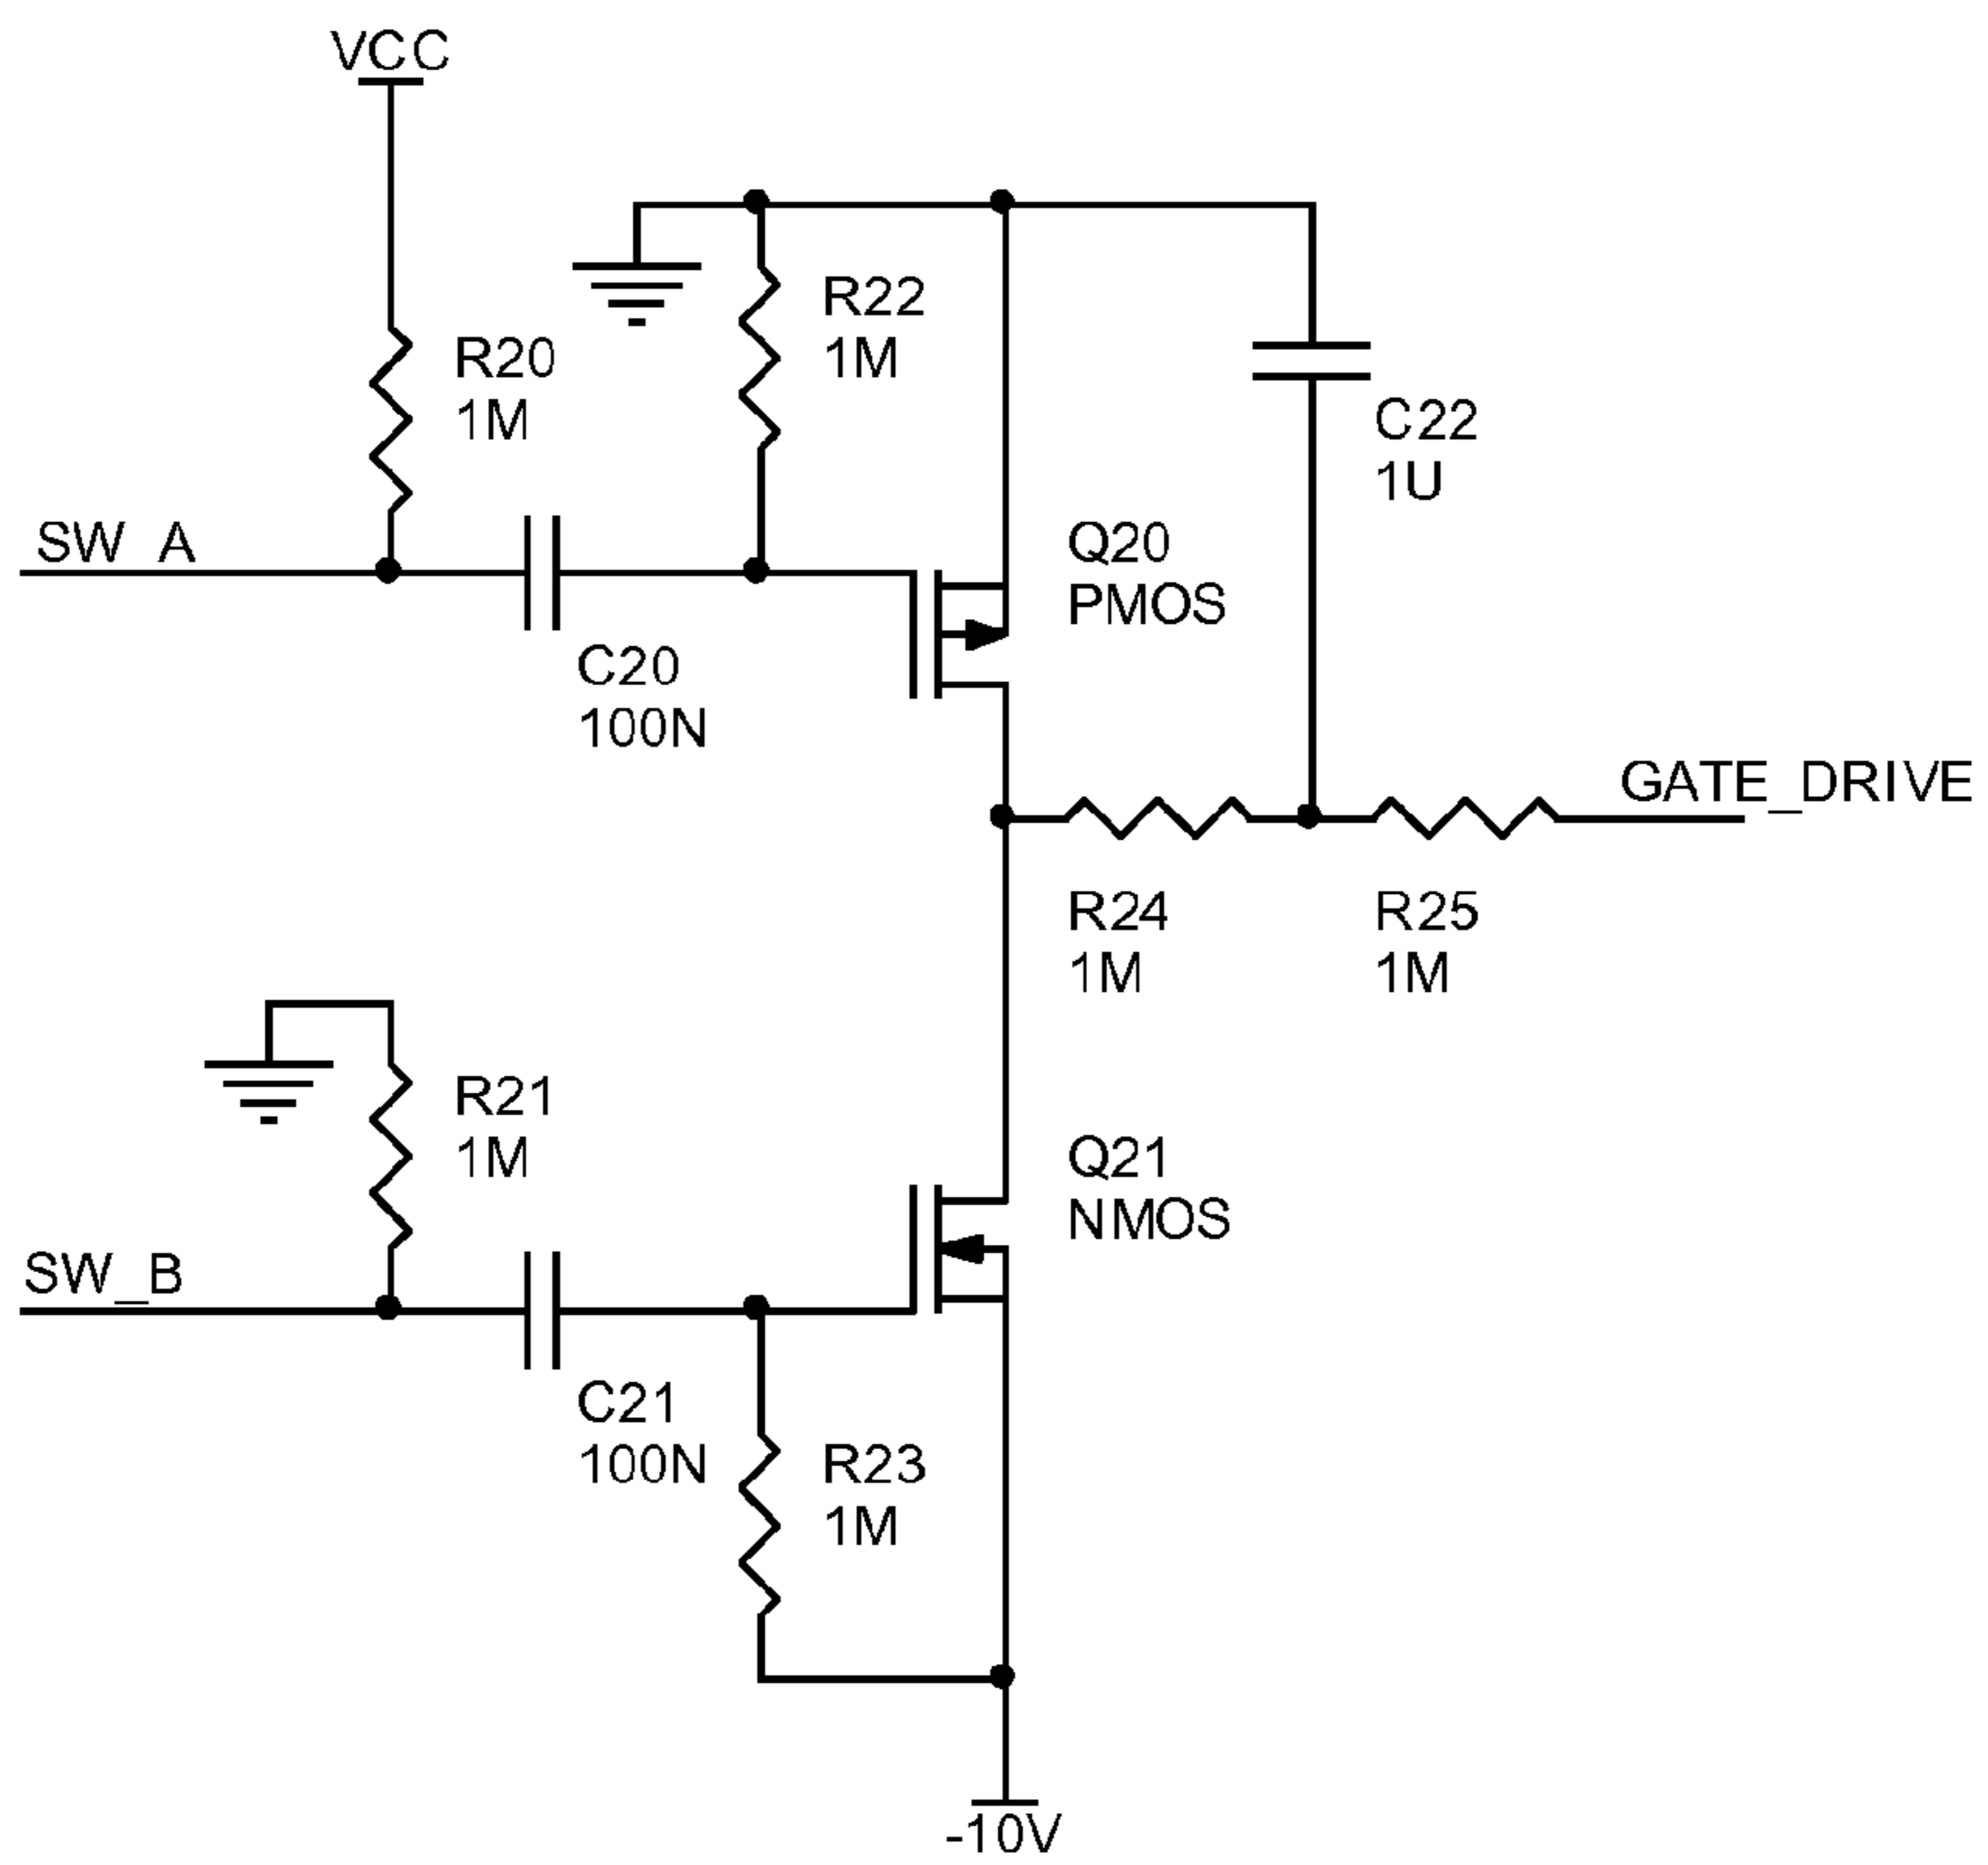 VCC
R20
1M
R22
1M
C22
1U
SW_A
C20
100N
Q20
PMOS
GATE_DRIVE
R24
1M
R25
1M
R21
1M
SW_B
Q21
NMOS
C21
100N
R23
1M
-10V